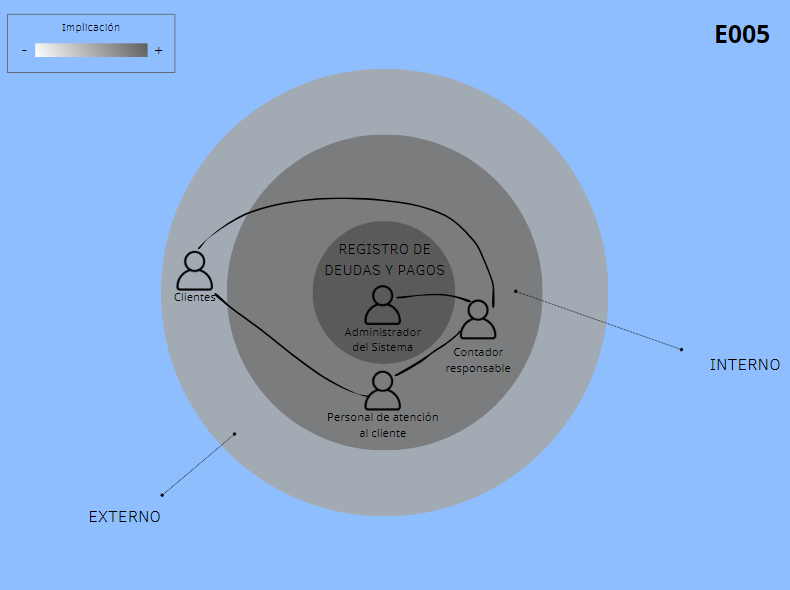 Implicación
- +
E005
REGISTRO DE
DEUDAS Y PAGOS
Clientes
Administrador
del Sistema
Contador
responsable
INTERNO
Personal de atención
al cliente
EXTERNO